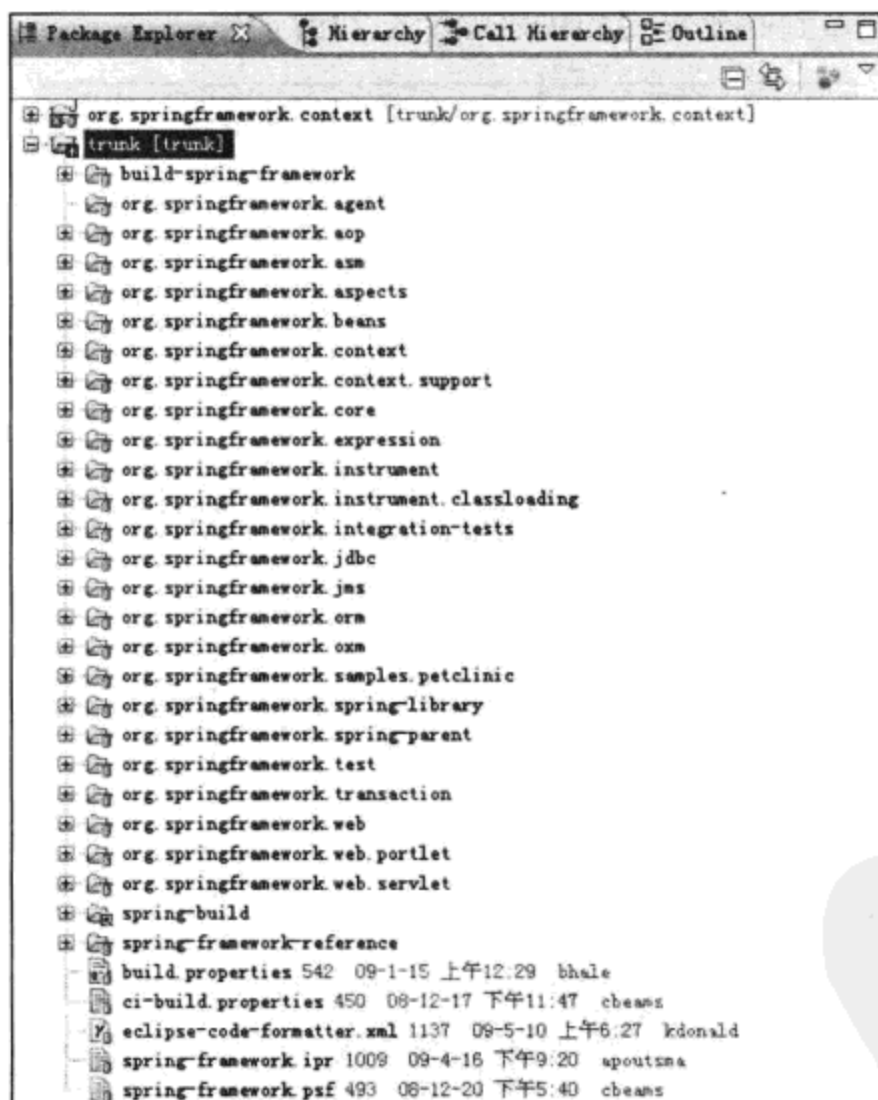 Package Explorer Hierarchy Call Hierarchy Outline
org.springframework.context [trunk/org.springframework.context]
trunk [trunk]
build-spring-framework
org.springframework.agent
org.springframework.aop
org.springframework.asm
org.springframework.aspects
org.springframework.beans
org.springframework.context
org.springframework.context.support
org.springframework.core
org.springframework.expression
org.springframework.instrument
org.springframework.instrument.classloading
org.springframework.integration-tests
org.springframework.jdbc
org.springframework.jms
org.springframework.orm
org.springframework.oxm
org.springframework.samples.petclinic
org.springframework.spring-library
org.springframework.spring-parent
org.springframework.test
org.springframework.transaction
org.springframework.web
org.springframework.web.portlet
org.springframework.web.servlet
spring-build
spring-framework-reference
build.properties 542 09-1-15 上午12:29 bhale
ci-build.properties 450 08-12-17 下午11:47 cbeams
eclipse-code-formatter.xml 1137 09-5-10 上午6:27 kdonald
spring-framework.ipr 1009 09-4-16 下午9:20 apoutsma
spring-framework.psf 493 08-12-20 下午5:40 cbeams